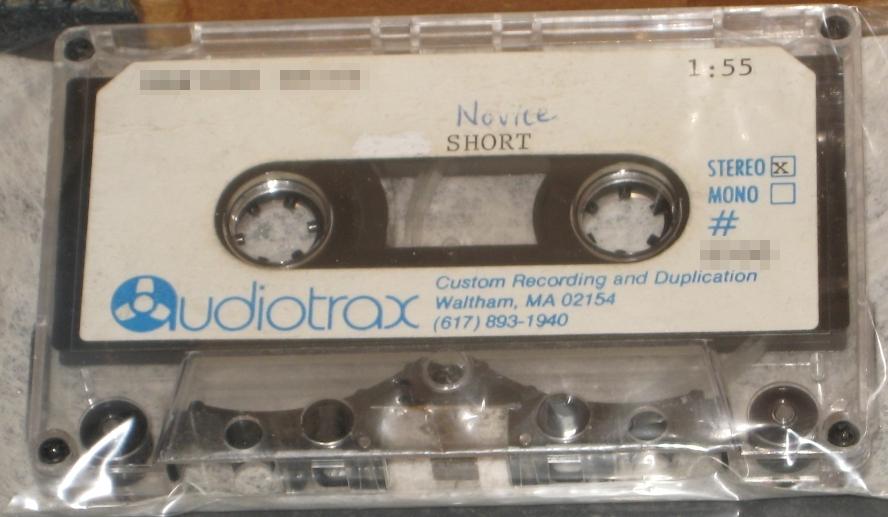 1:55
Novice
SHORT
STEREO x
MONO
#
audiotrax
Custom Recording and Duplication
Waltham, MA 02154
(617) 893-1940